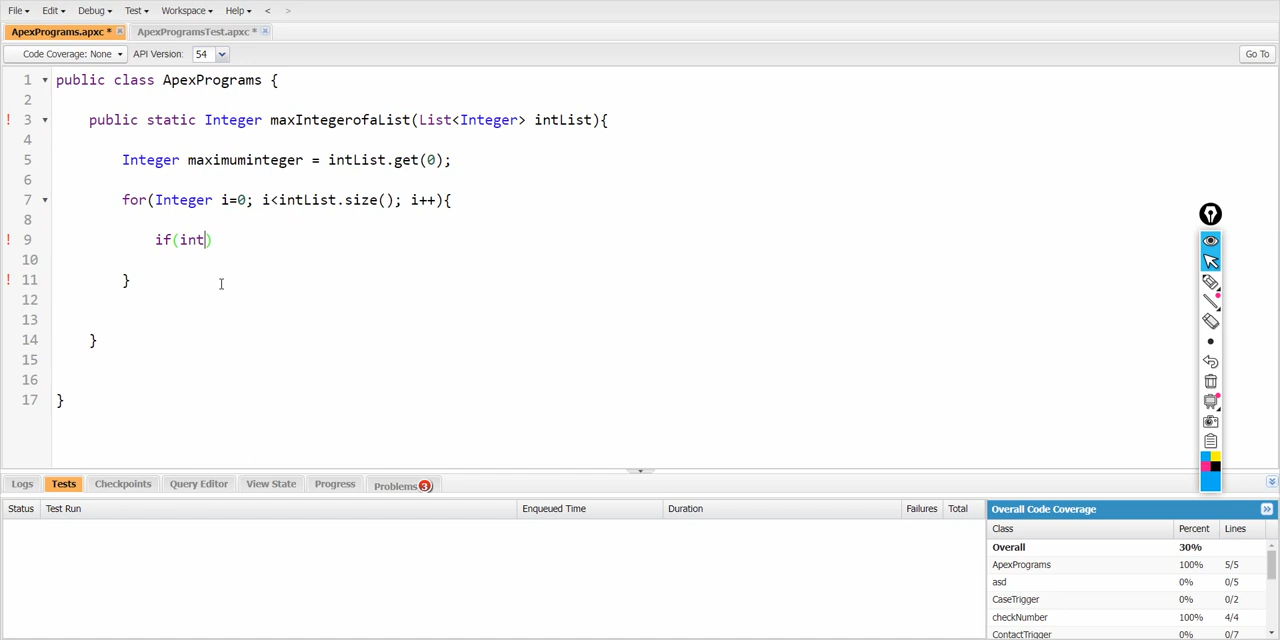 File Edit Debug Test Workspace Help < >
ApexPrograms.apxc * ApexProgramsTest.apxc *
Code Coverage: None API Version: 54 Go To
1 public class ApexPrograms {
2
3 public static Integer maxIntegerofaList(List<Integer> intList){
4
5 Integer maximuminteger = intList.get(0);
6
7 for(Integer i=0; i<intList.size(); i++){
8
9 if(int)
10
11 }
12
13
14 }
15
16
17 }
Logs Tests Checkpoints Query Editor View State Progress Problems 3
Status Test Run Enqueued Time Duration Failures Total
Overall Code Coverage
Class Percent Lines
Overall 30%
ApexPrograms 100% 5/5
asd 0% 0/5
CaseTrigger 0% 0/2
checkNumber 100% 4/4
ContactTrigger 0% 0/7